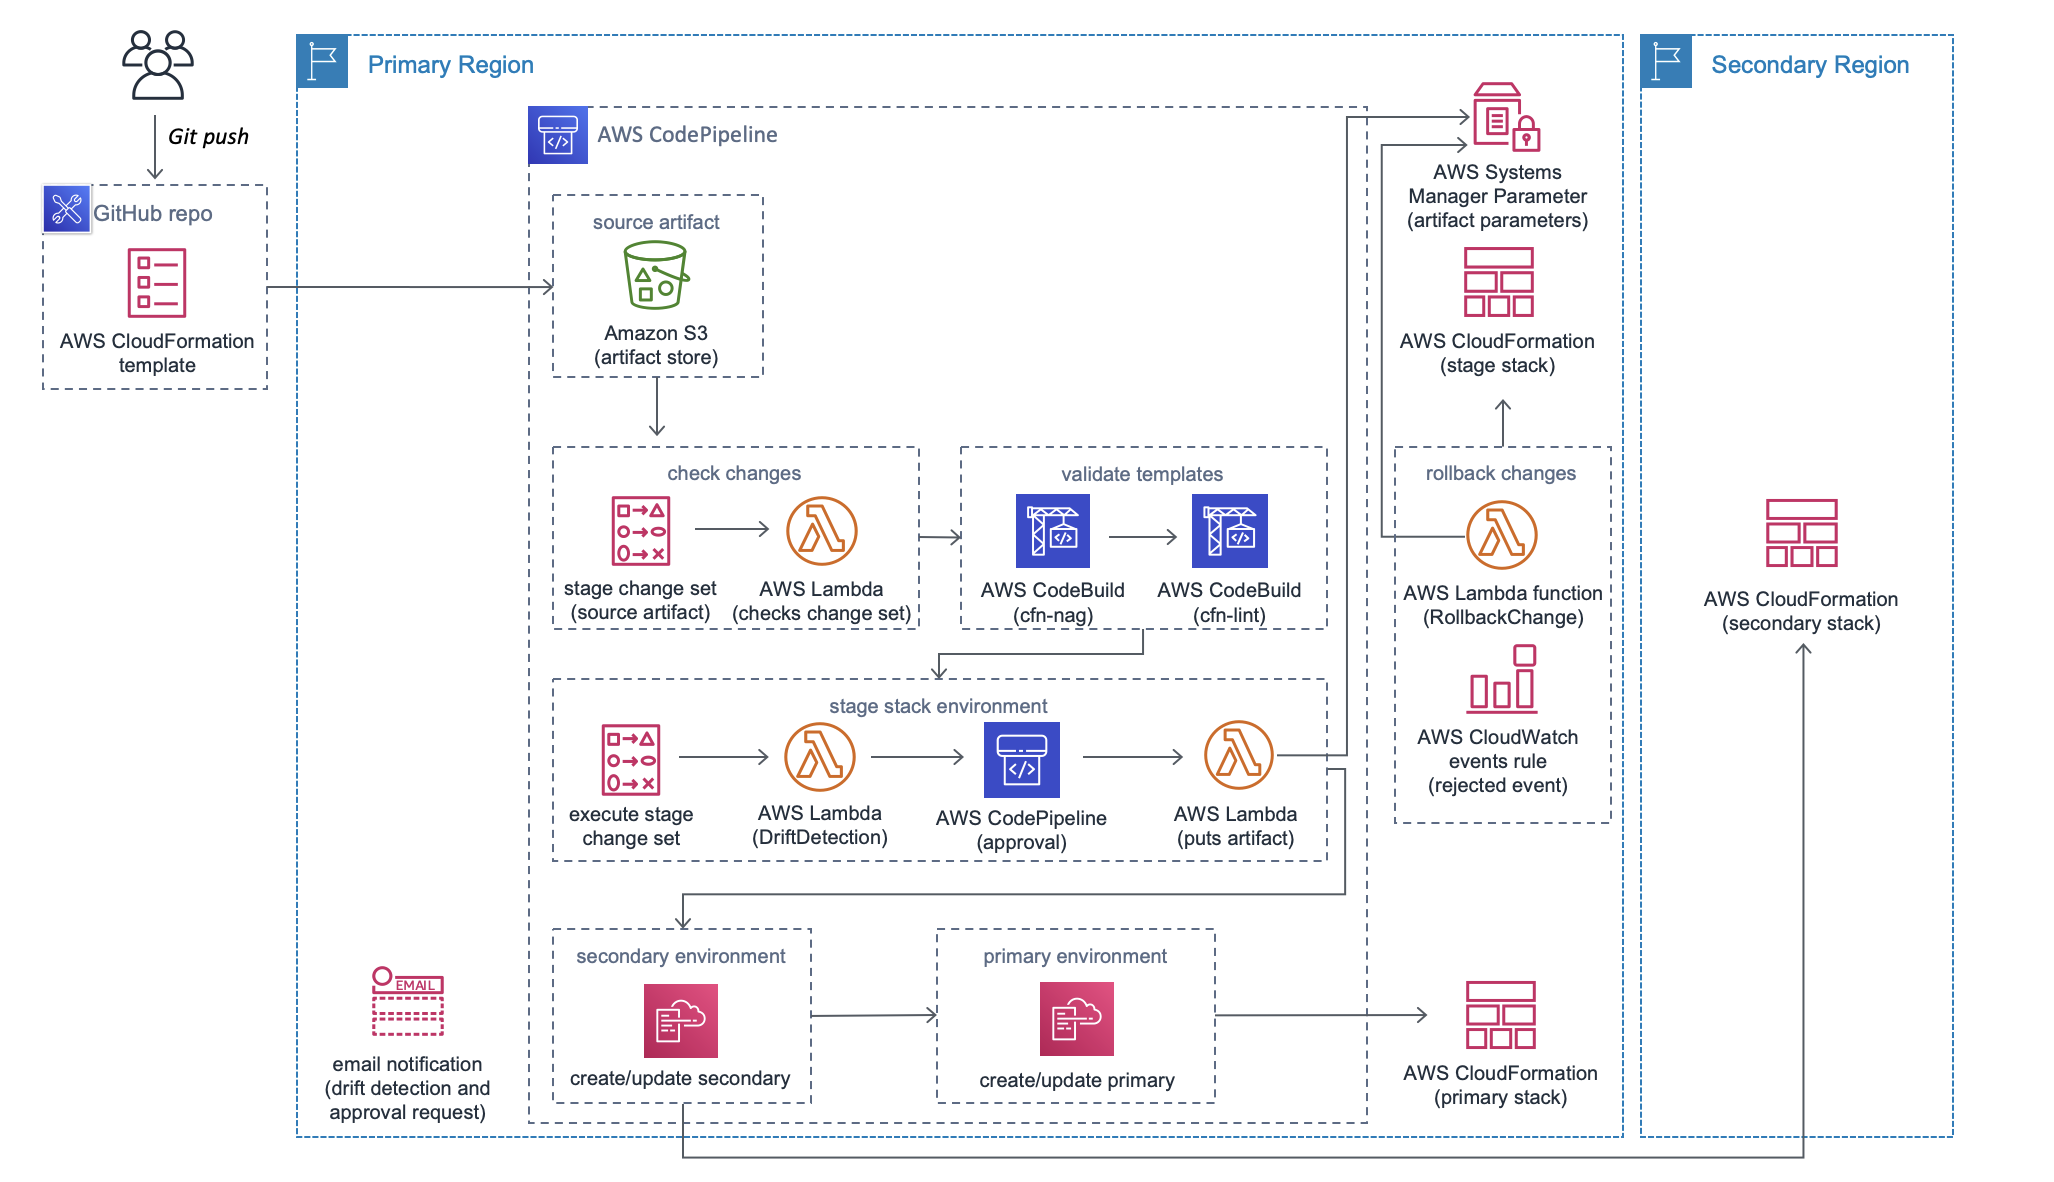 Git push
GitHub repo
AWS CloudFormation
template
Primary Region
AWS CodePipeline
source artifact
Amazon S3
(artifact store)
check changes
stage change set
(source artifact)
AWS Lambda
(checks change set)
validate templates
AWS CodeBuild
(cfn-nag)
AWS CodeBuild
(cfn-lint)
stage stack environment
execute stage
change set
AWS Lambda
(DriftDetection)
AWS CodePipeline
(approval)
AWS Lambda
(puts artifact)
secondary environment
create/update secondary
primary environment
create/update primary
EMAIL
email notification
(drift detection and
approval request)
AWS Systems
Manager Parameter
(artifact parameters)
AWS CloudFormation
(stage stack)
rollback changes
AWS Lambda function
(RollbackChange)
AWS CloudWatch
events rule
(rejected event)
AWS CloudFormation
(primary stack)
Secondary Region
AWS CloudFormation
(secondary stack)